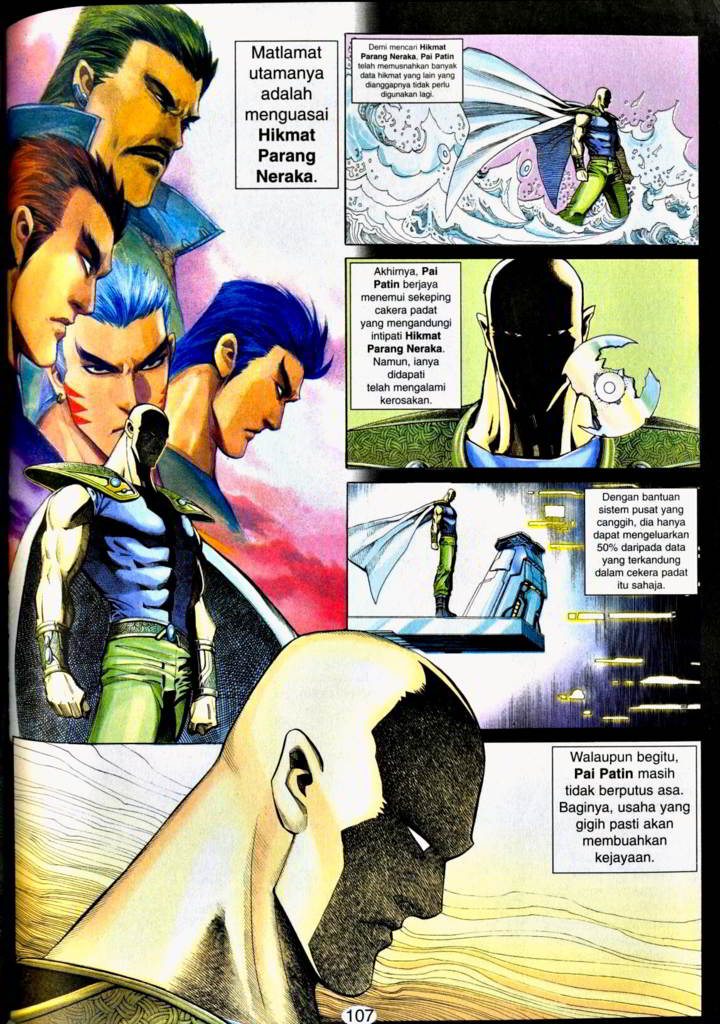 Matlamat
utamanya
adalah
menguasai
Hikmat
Parang
Neraka.
Demi mencari Hikmat
Parang Neraka, Pai Patin
telah memusnahkan banyak
data hikmat yang lain yang
dianggapnya tidak perlu
digunakan lagi.
Akhirnya, Pai
Patin berjaya
menemui sekeping
cakera padat
yang mengandungi
intipati Hikmat
Parang Neraka.
Namun, ianya
didapati
telah mengalami
kerosakan.
Dengan bantuan
sistem pusat yang
canggih, dia hanya
dapat mengeluarkan
50% daripada data
yang terkandung
dalam cekera padat
itu sahaja.
Walaupun begitu,
Pai Patin masih
tidak berputus asa.
Baginya, usaha yang
gigih pasti akan
membuahkan
kejayaan.
107